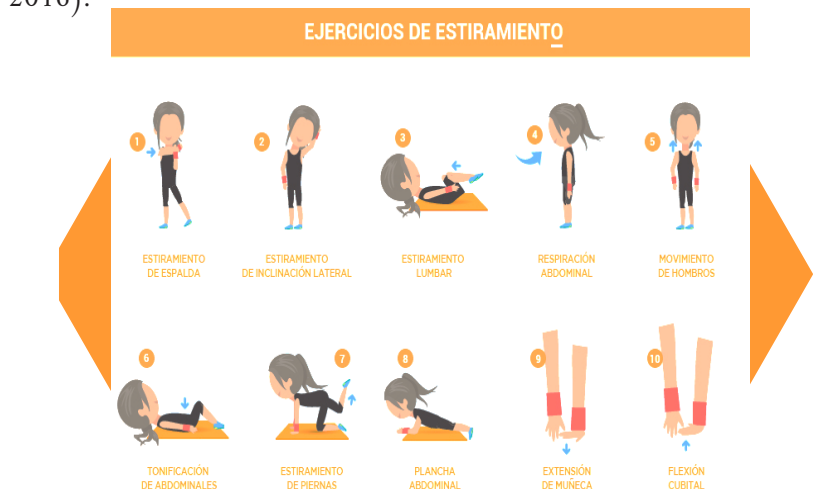 2016).
EJERCICIOS DE ESTIRAMIENTO
1
2
3
4
5
ESTIRAMIENTO
DE ESPALDA
ESTIRAMIENTO
DE INCLINACIÓN LATERAL
ESTIRAMIENTO
LUMBAR
RESPIRACIÓN
ABDOMINAL
MOVIMIENTO
DE HOMBROS
6
7
8
9
10
TONIFICACIÓN
DE ABDOMINALES
ESTIRAMIENTO
DE PIERNAS
PLANCHA
ABDOMINAL
EXTENSIÓN
DE MUÑECA
FLEXIÓN
CUBITAL